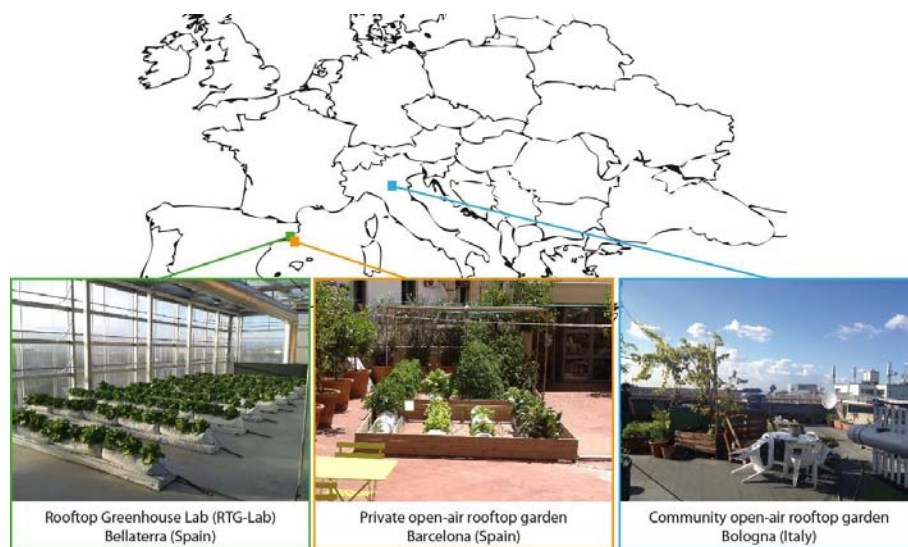 Rooftop Greenhouse Lab (RTG-Lab)
Bellaterra (Spain)
Private open-air rooftop garden
Barcelona (Spain)
Community open-air rooftop garden
Bologna (Italy)